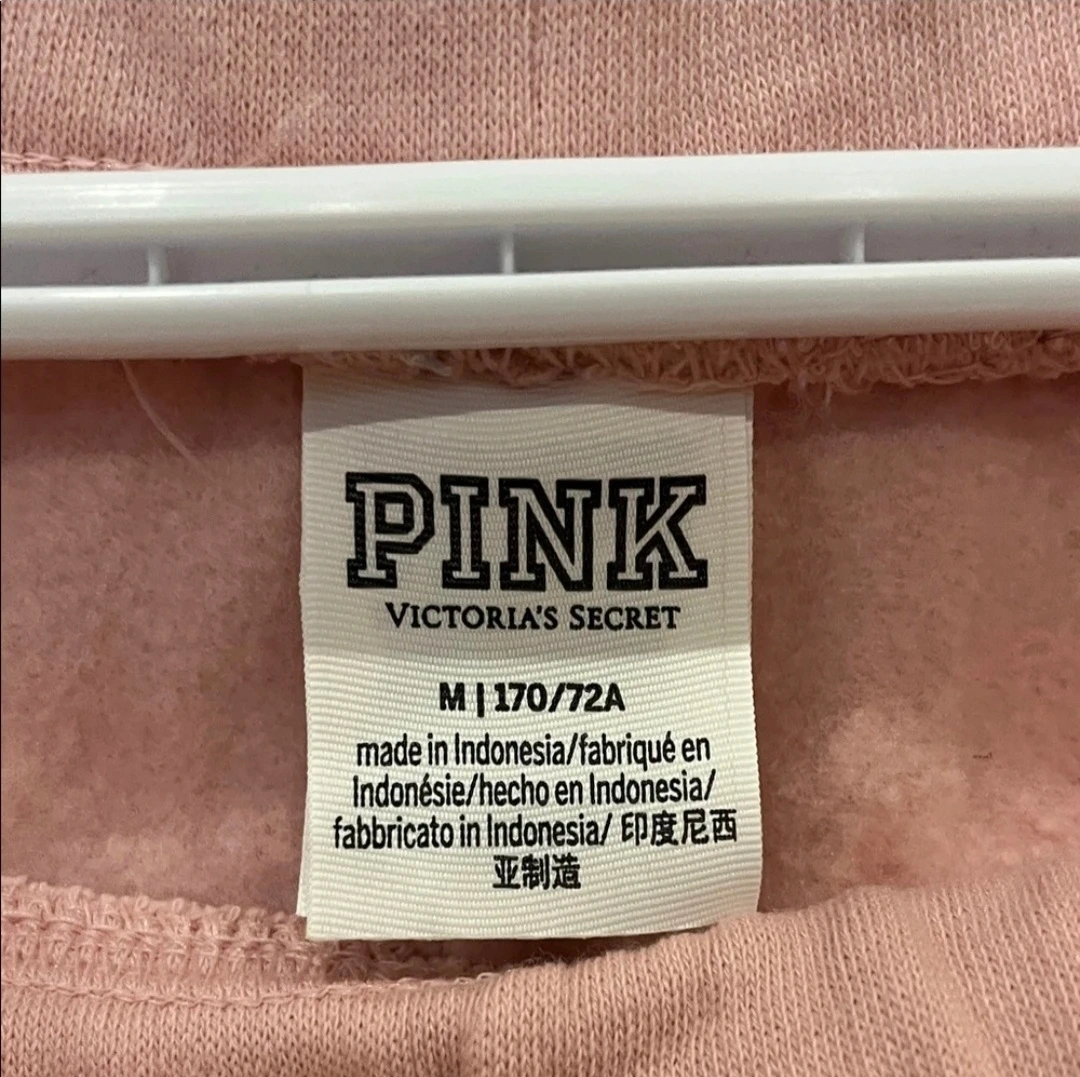 PINK
VICTORIA'S SECRET
M | 170/72A
made in Indonesia/fabriqué en
Indonésie/hecho en Indonesia/
fabbricato in Indonesia/ 印度尼西
亚制造